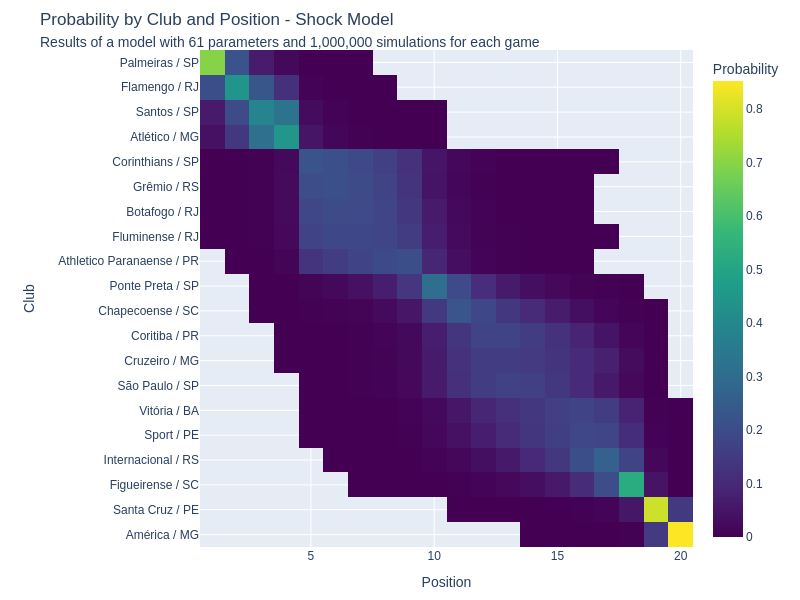 Probability by Club and Position - Shock Model
Results of a model with 61 parameters and 1,000,000 simulations for each game
Probability
Palmeiras / SP
Flamengo / RJ
Santos / SP
Atlético / MG
Corinthians / SP
Grêmio / RS
Botafogo / RJ
Fluminense / RJ
Athletico Paranaense / PR
Ponte Preta / SP
Chapecoense / SC
Coritiba / PR
Cruzeiro / MG
São Paulo / SP
Vitória / BA
Sport / PE
Internacional / RS
Figueirense / SC
Santa Cruz / PE
América / MG
Club
5
10
15
20
Position
0.8
0.7
0.6
0.5
0.4
0.3
0.2
0.1
0